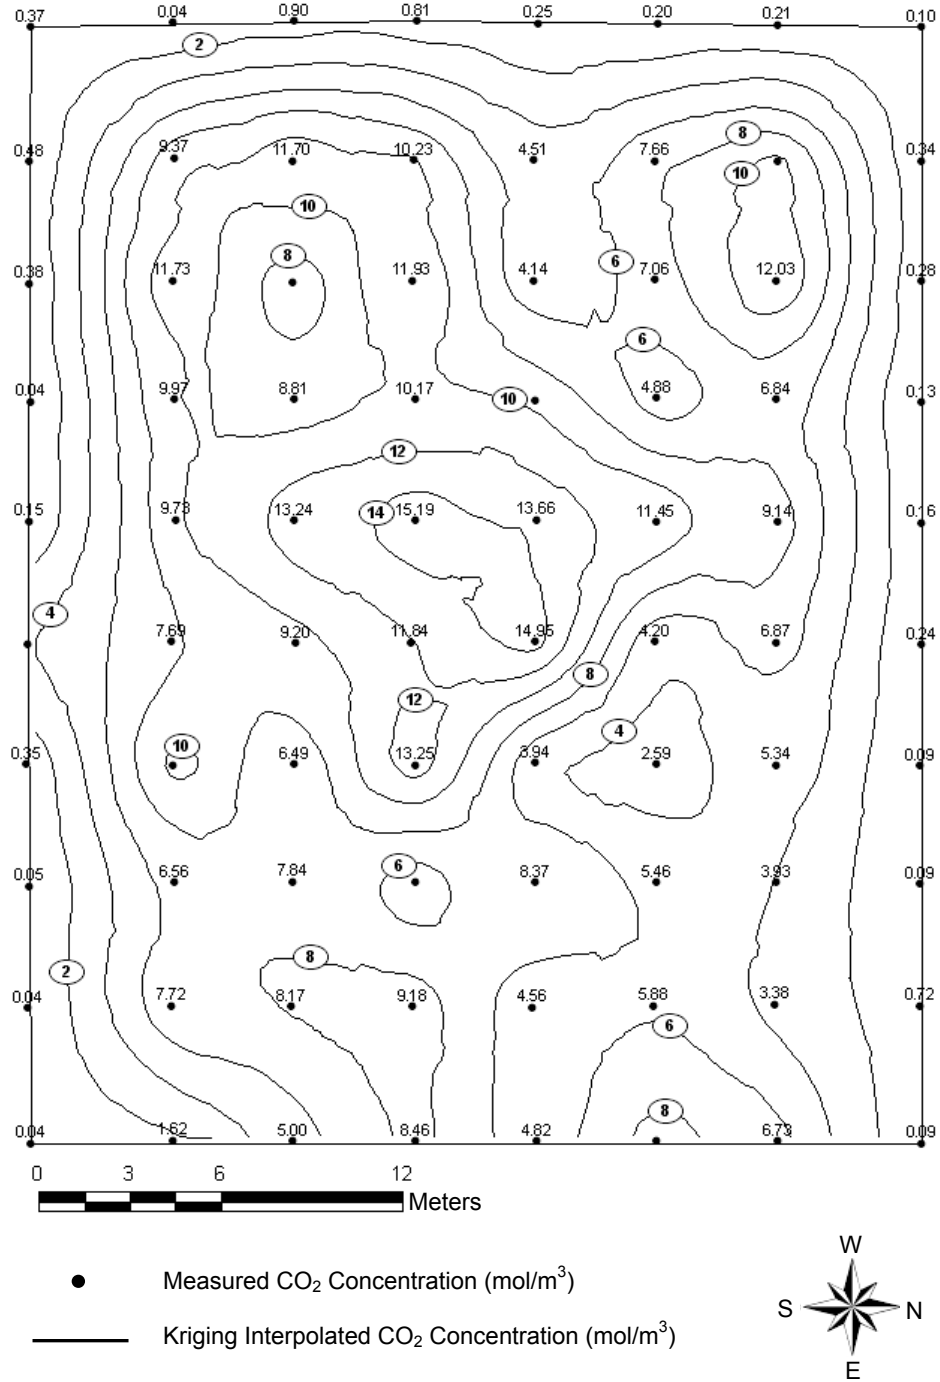 0.37 0.04 0.90 0.81 0.25 0.20 0.21 0.10
2
8
0.48 9.37 11.70 10.23 4.51 7.66 0.34
10
10
8 6
0.38 11.73 11.93 4.14 7.06 12.03 0.28
6
0.04 9.97 8.81 10.17 10 4.88 6.84 0.13
12
14
0.15 9.73 13.24 15.19 13.66 11.45 9.14 0.16
4
7.69 9.20 11.84 14.95 4.20 6.87 0.24
8
12
4
10
0.35 6.49 13.25 3.94 2.59 5.34 0.09
6
0.05 6.56 7.84 8.37 5.46 3.93 0.09
8
2
0.04 7.72 8.17 9.18 4.56 5.88 3.38 0.72
6
8
0.04 1.62 5.00 8.46 4.82 6.73 0.09
0 3 6 12
Meters
Measured CO₂ Concentration (mol/m³)
Kriging Interpolated CO₂ Concentration (mol/m³)
W
S N
E